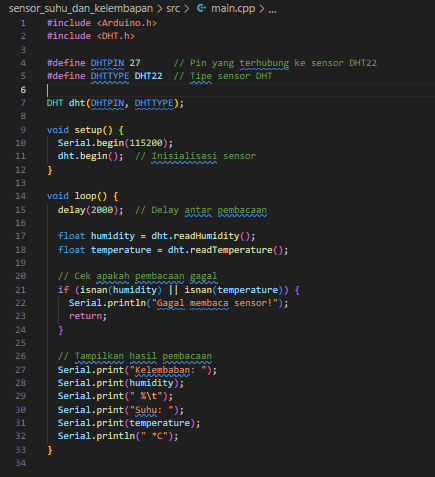 sensor_suhu_dan_kelembapan > src > main.cpp > ...
1 #include <Arduino.h>
2 #include <DHT.h>
3
4 #define DHTPIN 27 // Pin yang terhubung ke sensor DHT22
5 #define DHTTYPE DHT22 // Tipe sensor DHT
6
7 DHT dht(DHTPIN, DHTTYPE);
8
9 void setup() {
10 Serial.begin(115200);
11 dht.begin(); // Inisialisasi sensor
12 }
13
14 void loop() {
15 delay(2000); // Delay antar pembacaan
16
17 float humidity = dht.readHumidity();
18 float temperature = dht.readTemperature();
19
20 // Cek apakah pembacaan gagal
21 if (isnan(humidity) || isnan(temperature)) {
22 Serial.println("Gagal membaca sensor!");
23 return;
24 }
25
26 // Tampilkan hasil pembacaan
27 Serial.print("Kelembaban: ");
28 Serial.print(humidity);
29 Serial.print(" %\t");
30 Serial.print("Suhu: ");
31 Serial.print(temperature);
32 Serial.println(" *C");
33 }
34